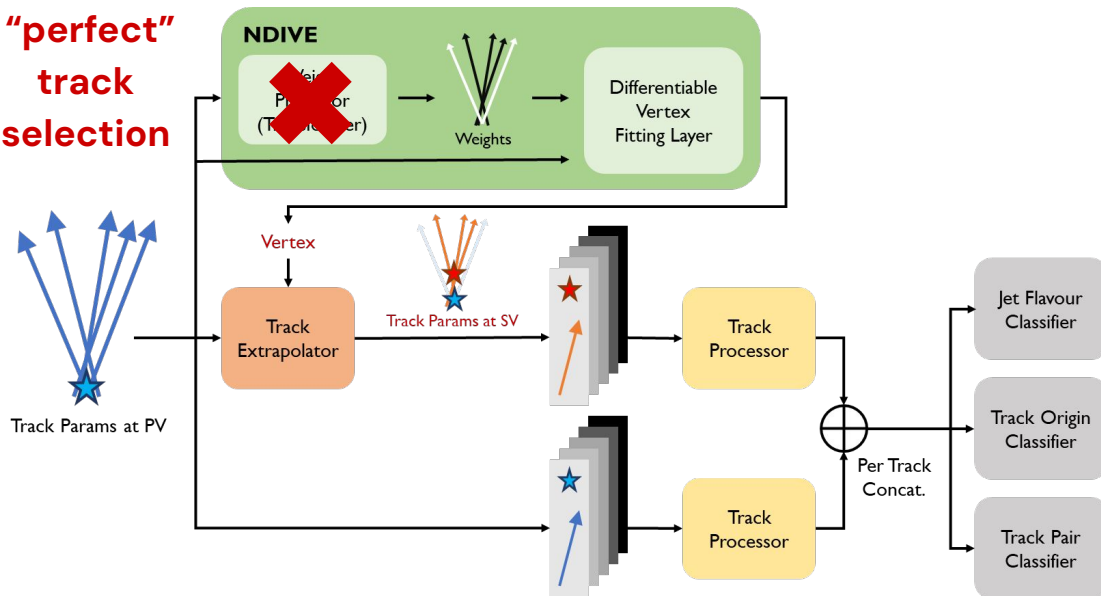 “perfect”
track
selection
NDIVE
Weights
Differentiable
Vertex
Fitting Layer
Vertex
Track
Extrapolator
Track Params at SV
Track Params at PV
Track
Processor
Track
Processor
Per Track
Concat.
Jet Flavour
Classifier
Track Origin
Classifier
Track Pair
Classifier